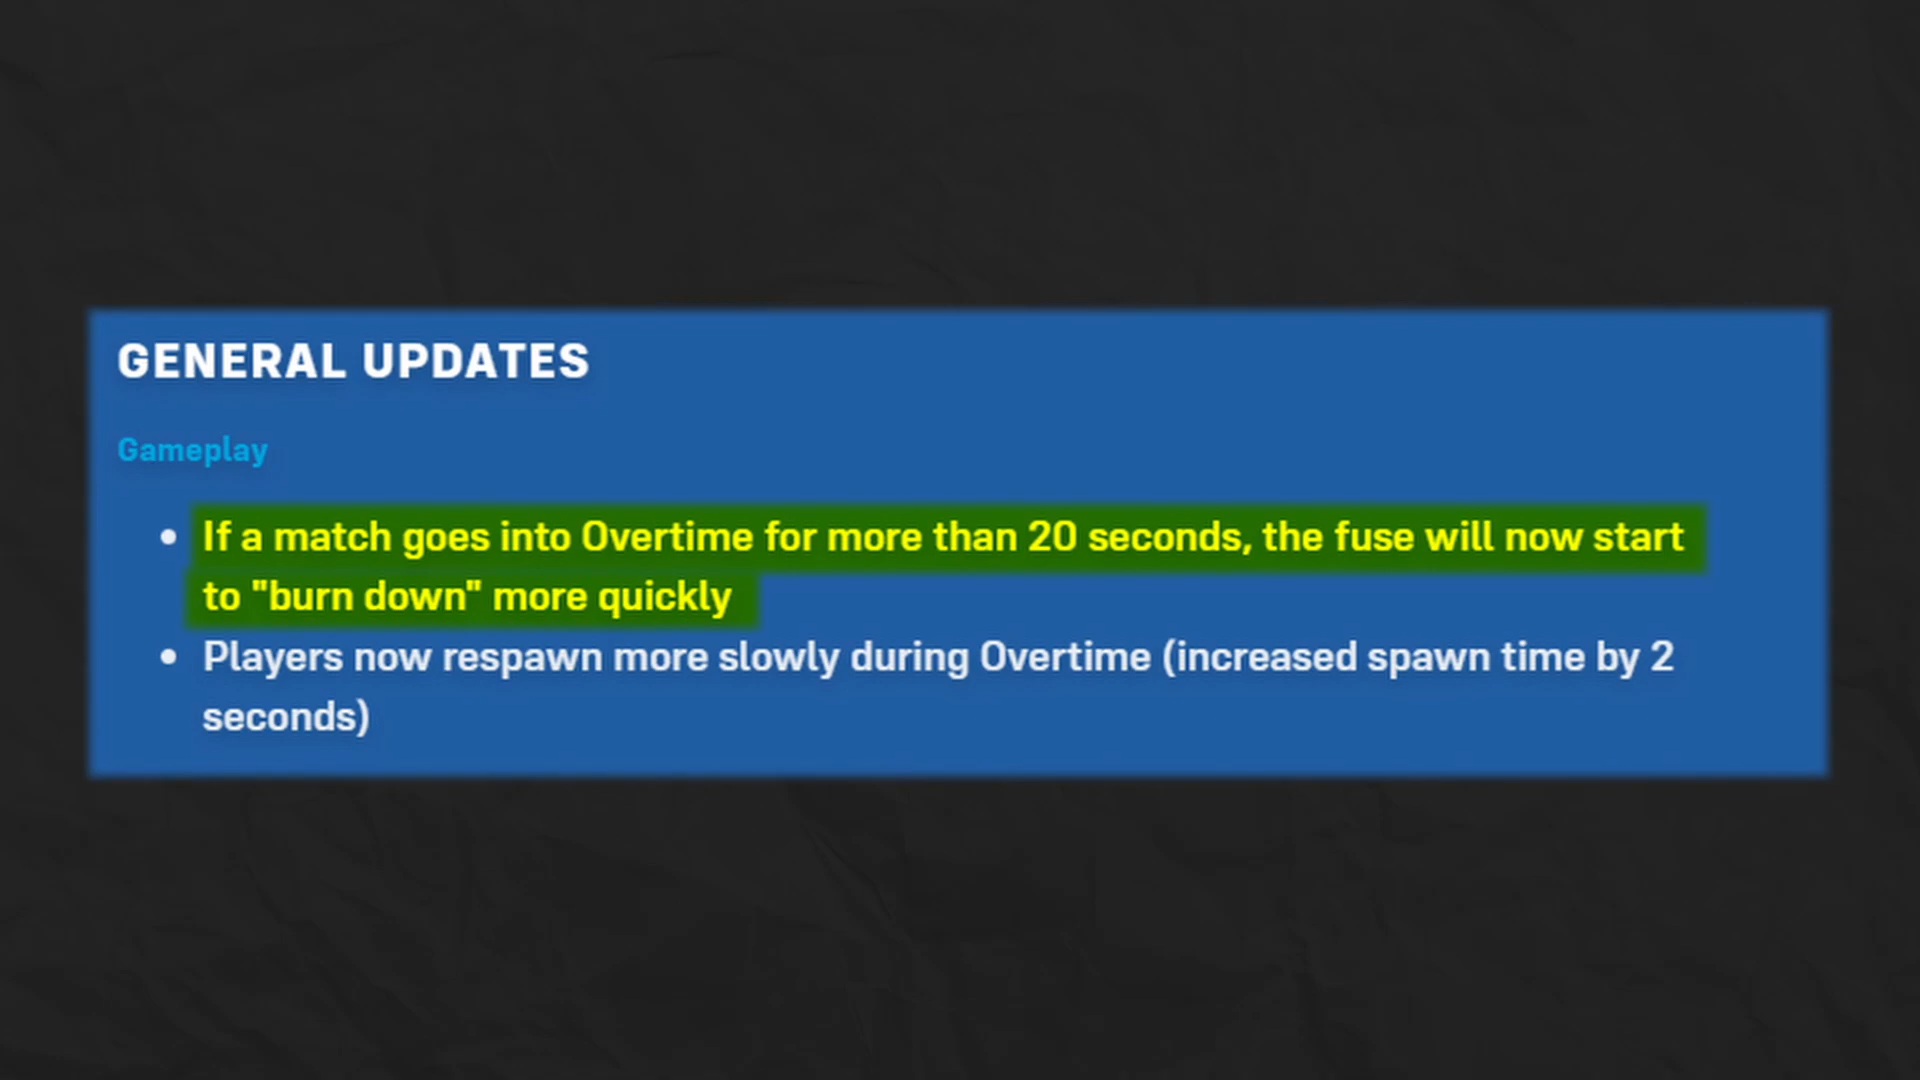 GENERAL UPDATES
Gameplay
• If a match goes into Overtime for more than 20 seconds, the fuse will now start
to "burn down" more quickly
• Players now respawn more slowly during Overtime (increased spawn time by 2
seconds)